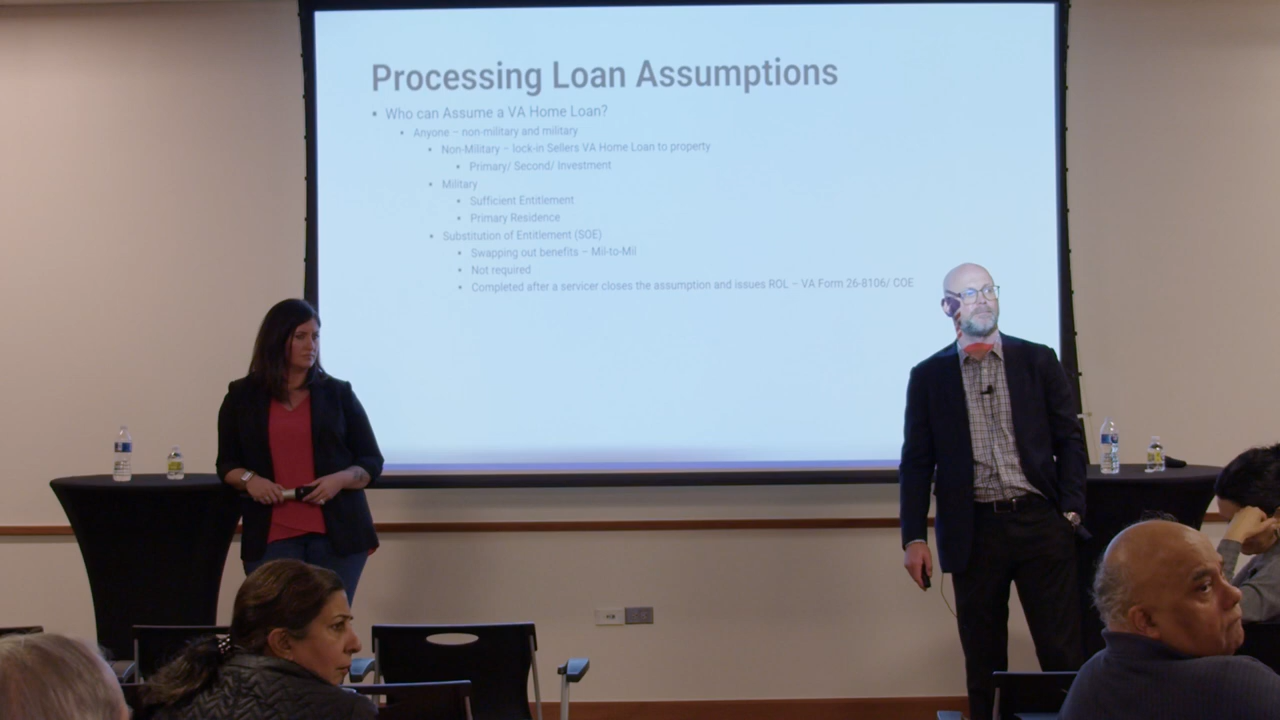 Processing Loan Assumptions
• Who can Assume a VA Home Loan?
• Anyone – non-military and military
• Non-Military – lock-in Sellers VA Home Loan to property
• Primary/ Second/ Investment
• Military
• Sufficient Entitlement
• Primary Residence
• Substitution of Entitlement (SOE)
• Swapping out benefits – Mil-to-Mil
• Not required
• Completed after a servicer closes the assumption and issues ROL – VA Form 26-8106/ COE